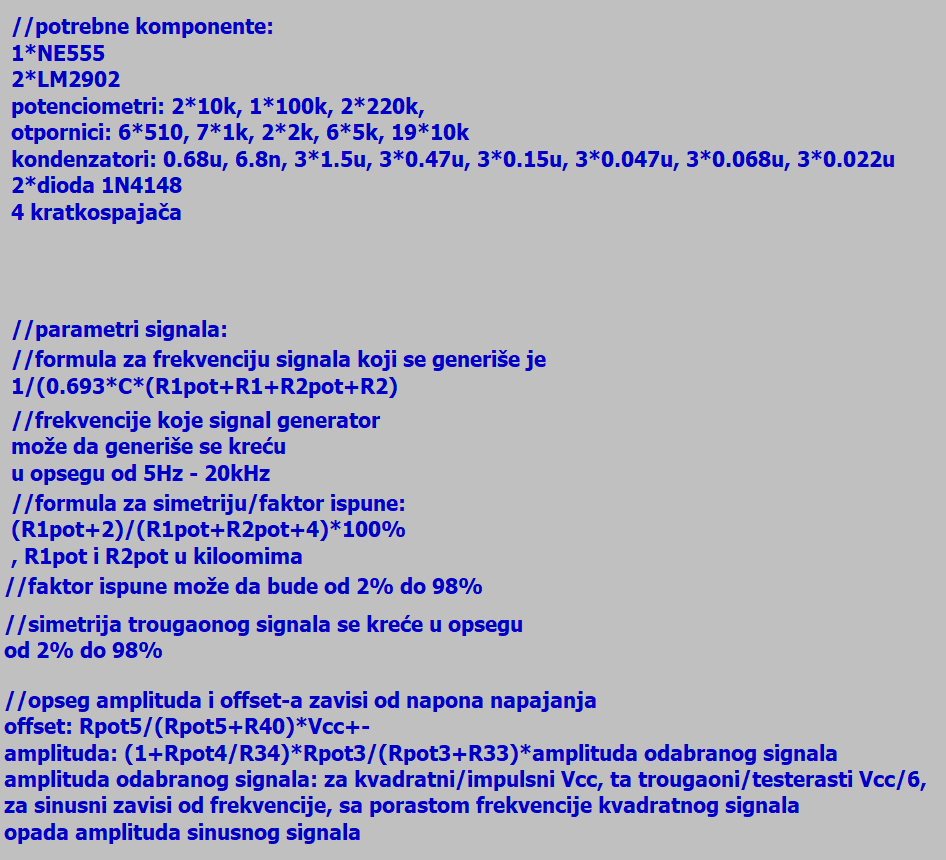 //potrebne komponente:
1*NE555
2*LM2902
potenciometri: 2*10k, 1*100k, 2*220k,
otpornici: 6*510, 7*1k, 2*2k, 6*5k, 19*10k
kondenzatori: 0.68u, 6.8n, 3*1.5u, 3*0.47u, 3*0.15u, 3*0.047u, 3*0.068u, 3*0.022u
2*dioda 1N4148
4 kratkospajača
//parametri signala:
//formula za frekvenciju signala koji se generiše je
1/(0.693*C*(R1pot+R1+R2pot+R2)
//frekvencije koje signal generator
može da generiše se kreću
u opsegu od 5Hz - 20kHz
//formula za simetriju/faktor ispune:
(R1pot+2)/(R1pot+R2pot+4)*100%
, R1pot i R2pot u kiloomima
//faktor ispune može da bude od 2% do 98%
//simetrija trougaonog signala se kreće u opsegu
od 2% do 98%
//opseg amplituda i offset-a zavisi od napona napajanja
offset: Rpot5/(Rpot5+R40)*Vcc+-
amplituda: (1+Rpot4/R34)*Rpot3/(Rpot3+R33)*amplituda odabranog signala
amplituda odabranog signala: za kvadratni/impulsni Vcc, ta trougaoni/testerasti Vcc/6,
za sinusni zavisi od frekvencije, sa porastom frekvencije kvadratnog signala
opada amplituda sinusnog signala